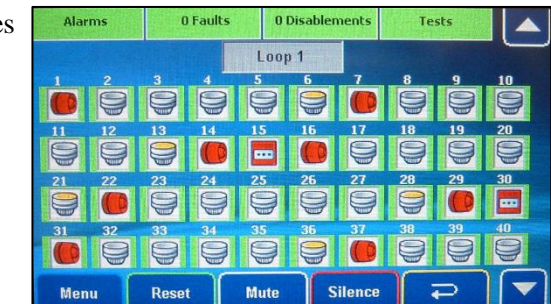 es
Alarms 0 Faults 0 Disablements Tests
Loop 1
1 2 3 4 5 6 7 8 9 10
11 12 13 14 15 16 17 18 19 20
21 22 23 24 25 26 27 28 29 30
31 32 33 34 35 36 37 38 39 40
Menu Reset Mute Silence